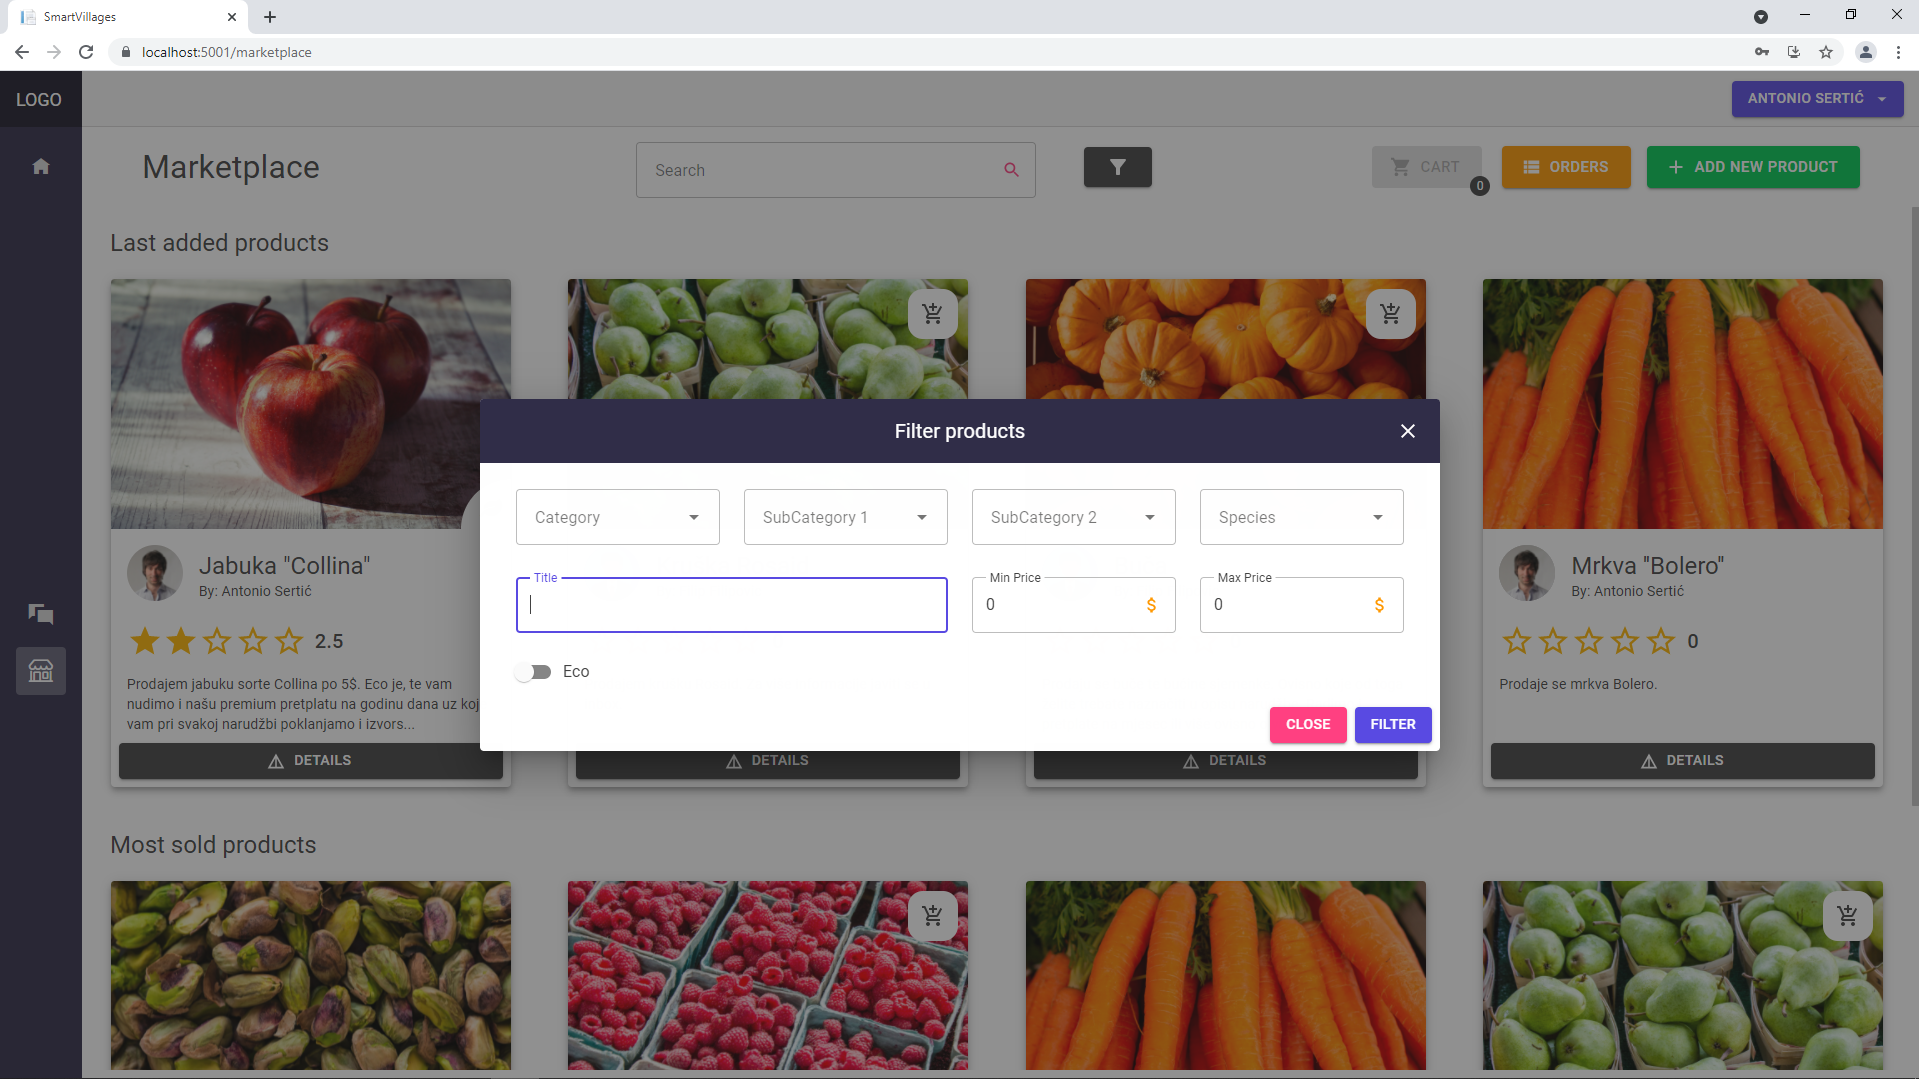 SmartVillages
localhost:5001/marketplace
LOGO
ANTONIO SERTIĆ
Marketplace
Search
CART
0
ORDERS
ADD NEW PRODUCT
Last added products
Filter products
Category
SubCategory 1
SubCategory 2
Species
Title
Min Price
0
$
Max Price
0
$
Eco
CLOSE
FILTER
Jabuka "Collina"
By: Antonio Sertić
2.5
Prodajem jabuku sorte Collina po 5$. Eco je, te vam
nudimo i našu premium pretplatu na godinu dana uz koj
vam pri svakoj narudžbi poklanjamo i izvors...
DETAILS
DETAILS
DETAILS
Mrkva "Bolero"
By: Antonio Sertić
0
Prodaje se mrkva Bolero.
DETAILS
Most sold products